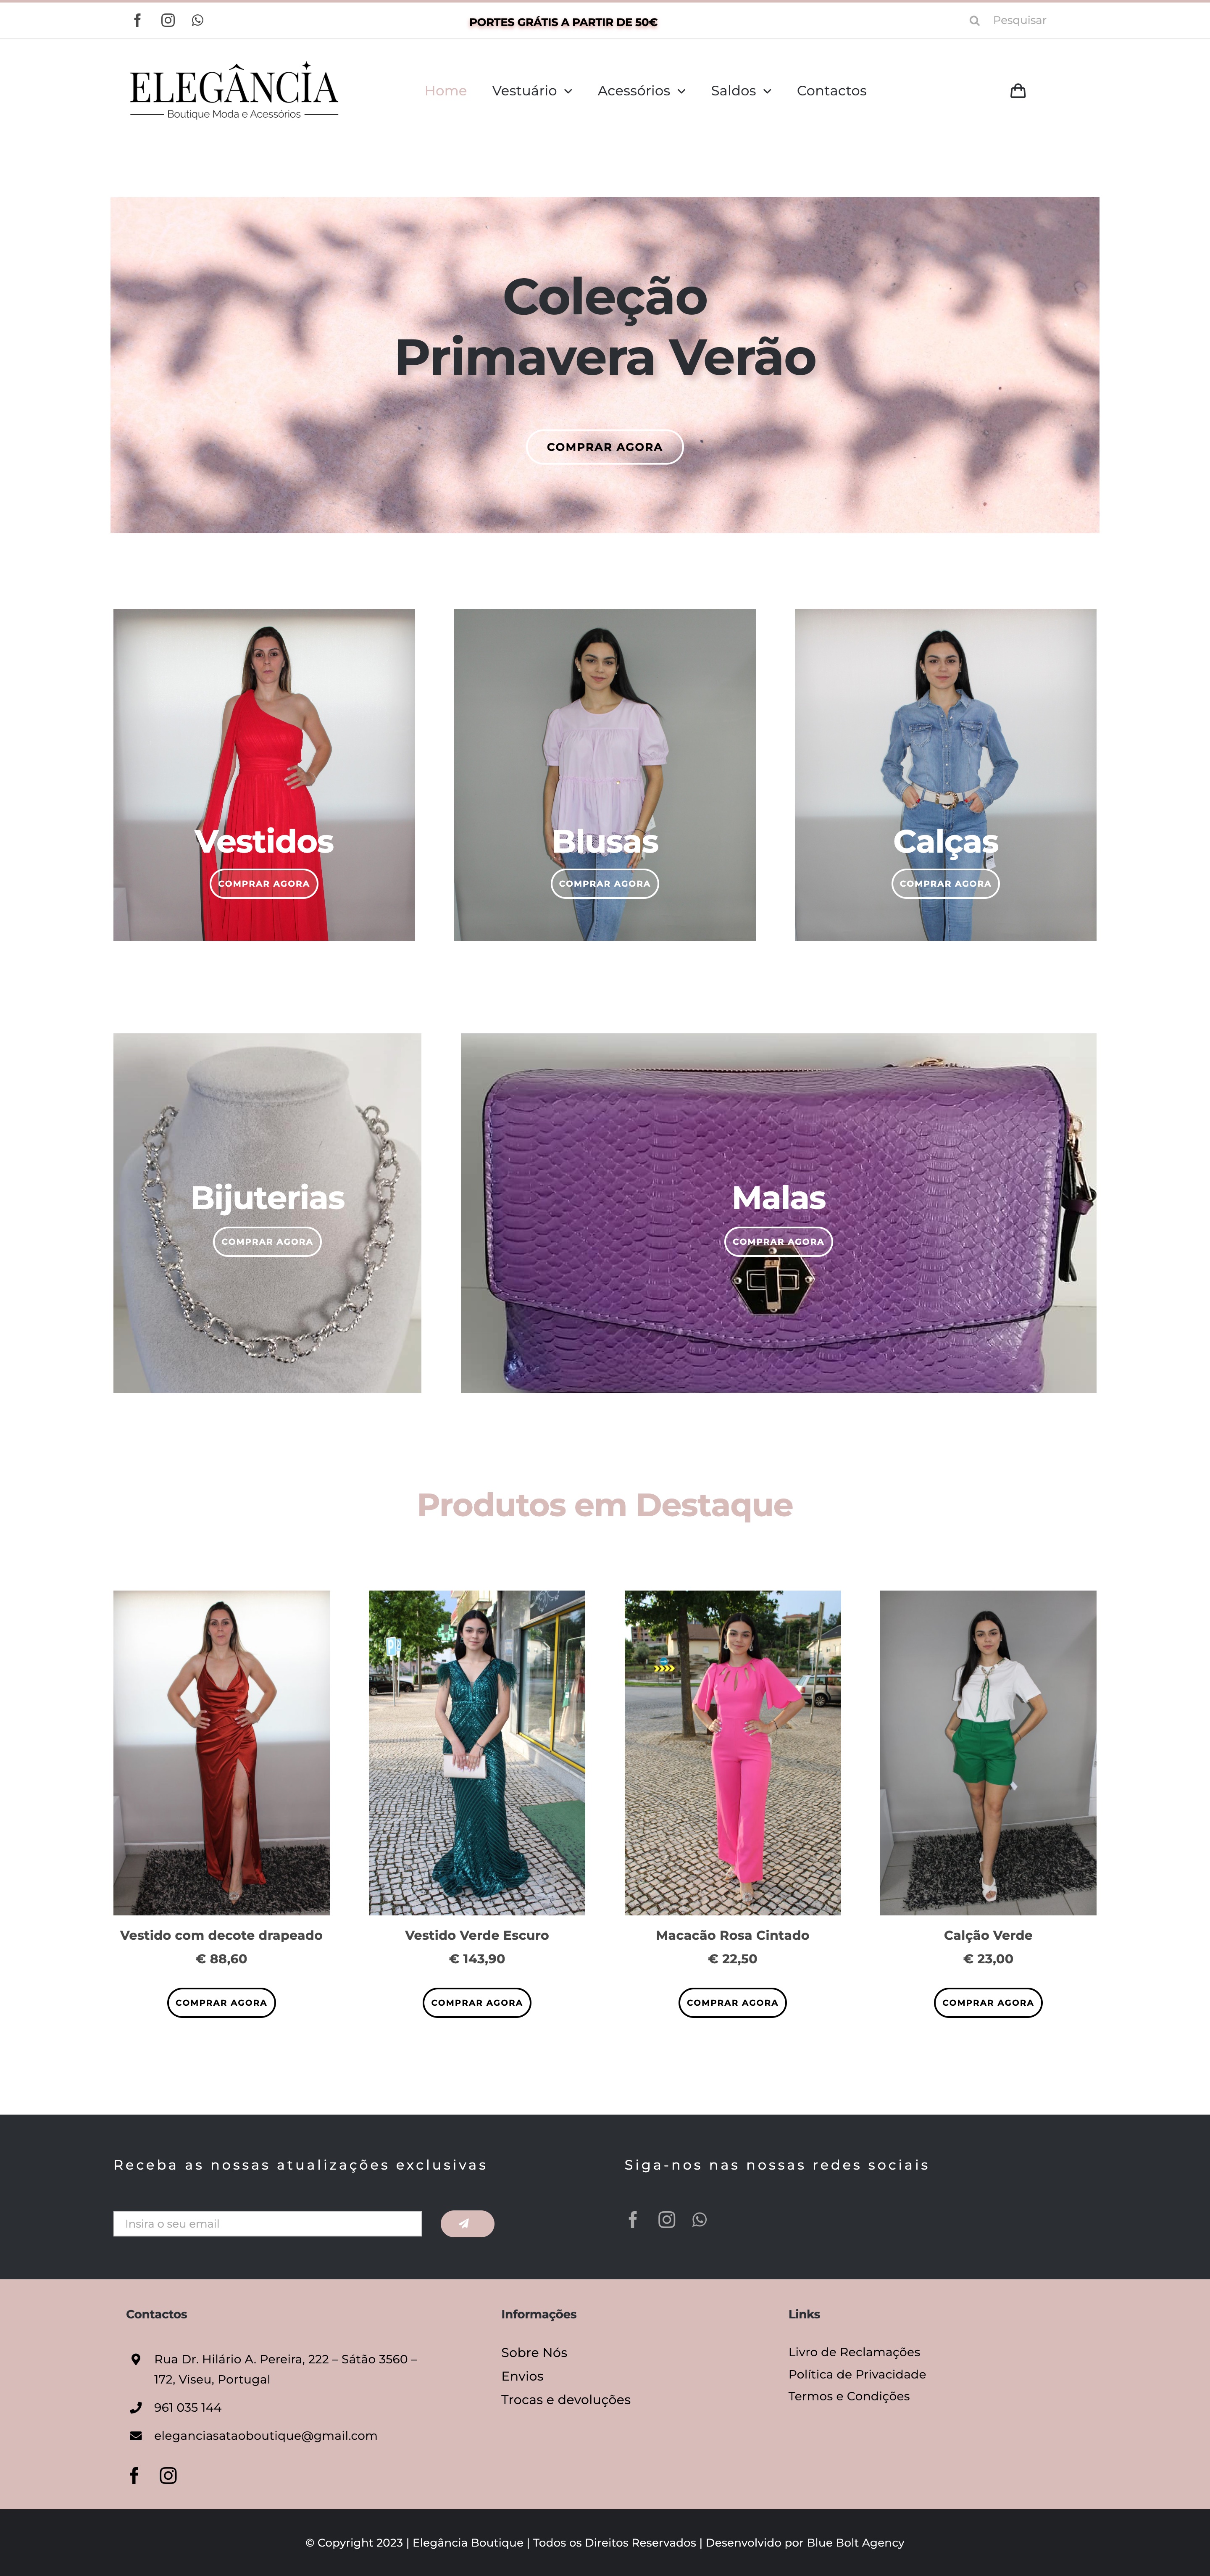 PORTES GRÁTIS A PARTIR DE 50€
Pesquisar
ELEGÂNCIA
Boutique Moda e Acessórios
Home
Vestuário
Acessórios
Saldos
Contactos
Coleção
Primavera Verão
COMPRAR AGORA
Vestidos
COMPRAR AGORA
Blusas
COMPRAR AGORA
Calças
COMPRAR AGORA
Bijuterias
COMPRAR AGORA
Malas
COMPRAR AGORA
Produtos em Destaque
Vestido com decote drapeado
€ 88,60
COMPRAR AGORA
Vestido Verde Escuro
€ 143,90
COMPRAR AGORA
Macacão Rosa Cintado
€ 22,50
COMPRAR AGORA
Calção Verde
€ 23,00
COMPRAR AGORA
Receba as nossas atualizações exclusivas
Insira o seu email
Siga-nos nas nossas redes sociais
Contactos
Rua Dr. Hilário A. Pereira, 222 – Sátão 3560 –
172, Viseu, Portugal
961 035 144
eleganciasataoboutique@gmail.com
Informações
Sobre Nós
Envios
Trocas e devoluções
Links
Livro de Reclamações
Política de Privacidade
Termos e Condições
© Copyright 2023 | Elegância Boutique | Todos os Direitos Reservados | Desenvolvido por Blue Bolt Agency